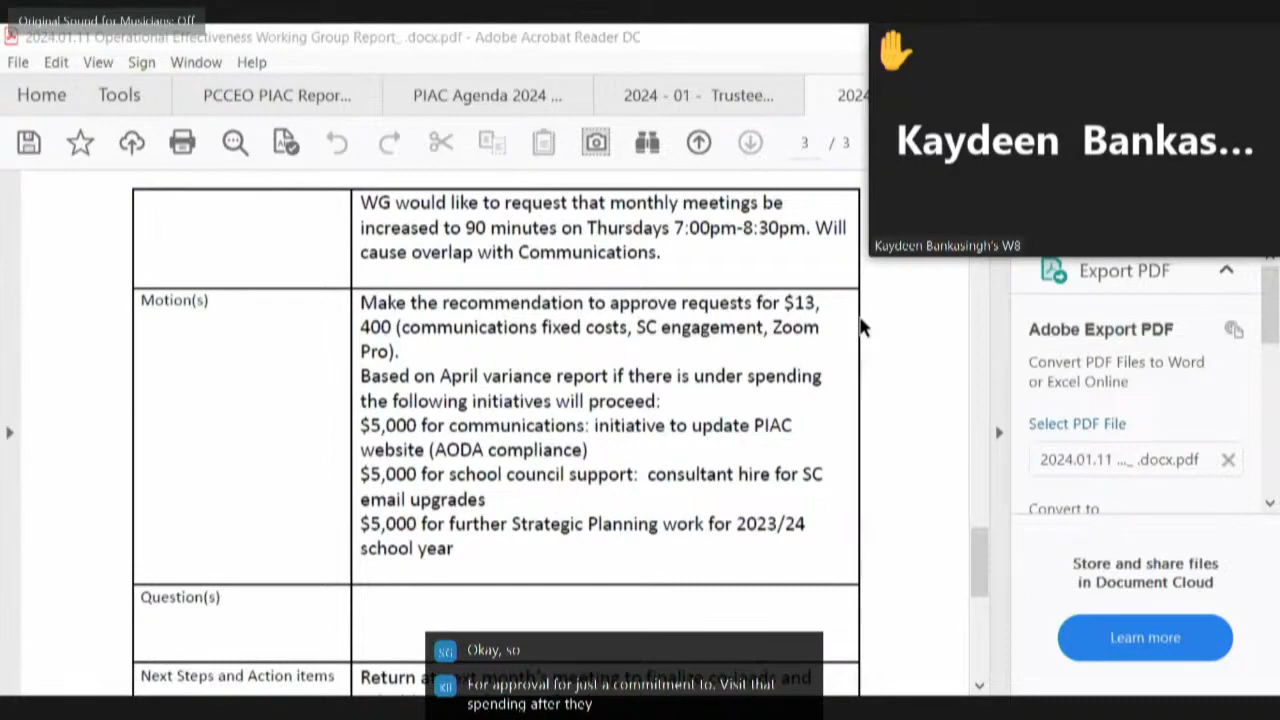 Original Sound for Musicians: Off
2024.01.11 Operational Effectiveness Working Group Report_ .docx.pdf - Adobe Acrobat Reader DC
File Edit View Sign Window Help
Home Tools PCCEO PIAC Repor... PIAC Agenda 2024 ... 2024 - 01 - Trustee... 2024
3 / 3
Kaydeen Bankas...
Kaydeen Bankasingh's W8
WG would like to request that monthly meetings be
increased to 90 minutes on Thursdays 7:00pm-8:30pm. Will
cause overlap with Communications.
Motion(s)
Make the recommendation to approve requests for $13,
400 (communications fixed costs, SC engagement, Zoom
Pro).
Based on April variance report if there is under spending
the following initiatives will proceed:
$5,000 for communications: initiative to update PIAC
website (AODA compliance)
$5,000 for school council support: consultant hire for SC
email upgrades
$5,000 for further Strategic Planning work for 2023/24
school year
Question(s)
Next Steps and Action items
Return at next month's meeting to finalize and
SG Okay, so
KB For approval for just a commitment to. Visit that
spending after they
Export PDF
Adobe Export PDF
Convert PDF Files to Word
or Excel Online
Select PDF File
2024.01.11 ..._ .docx.pdf
Convert to
Store and share files
in Document Cloud
Learn more